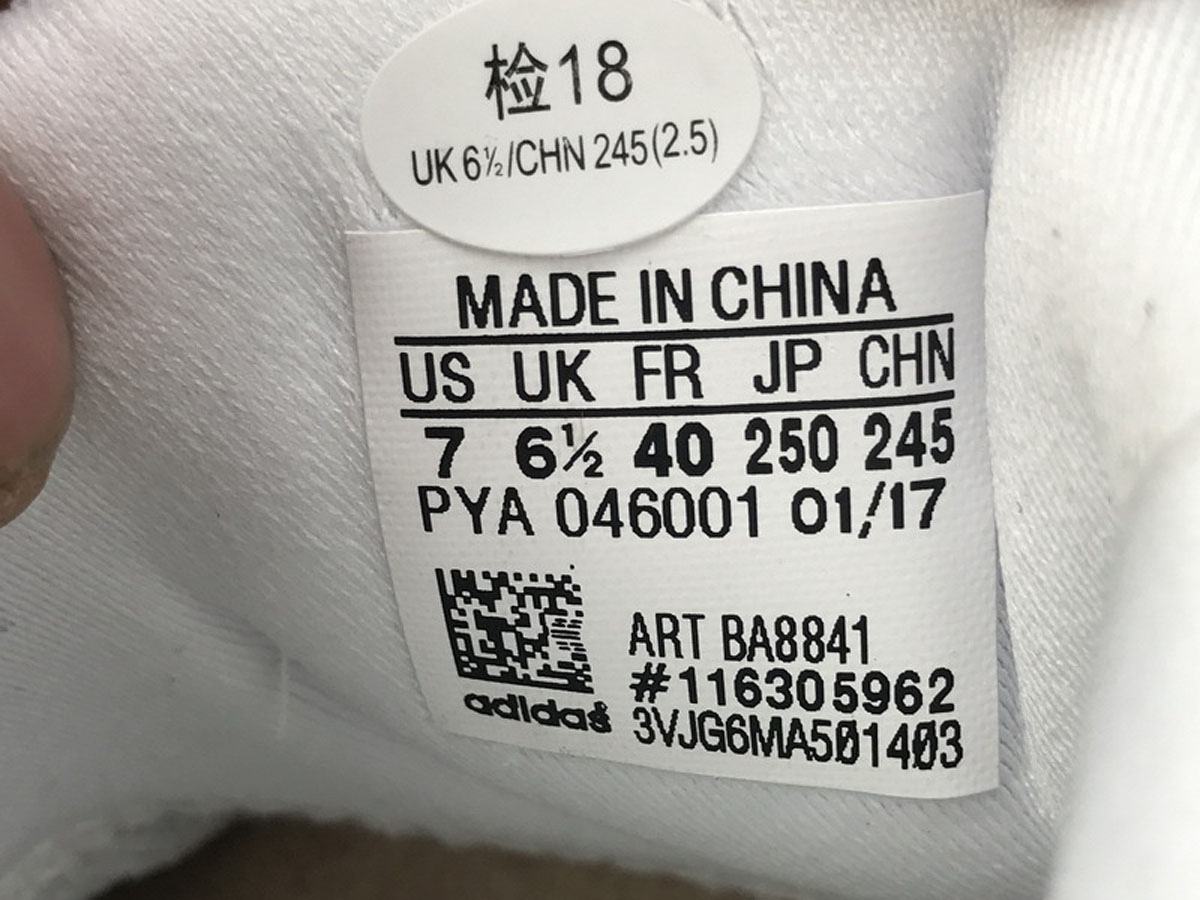 检18
UK 6½/CHN 245(2.5)
MADE IN CHINA
US UK FR JP CHN
7 6½ 40 250 245
PYA 046001 01/17
ART BA8841
#116305962
adidas
3VJG6MA501403